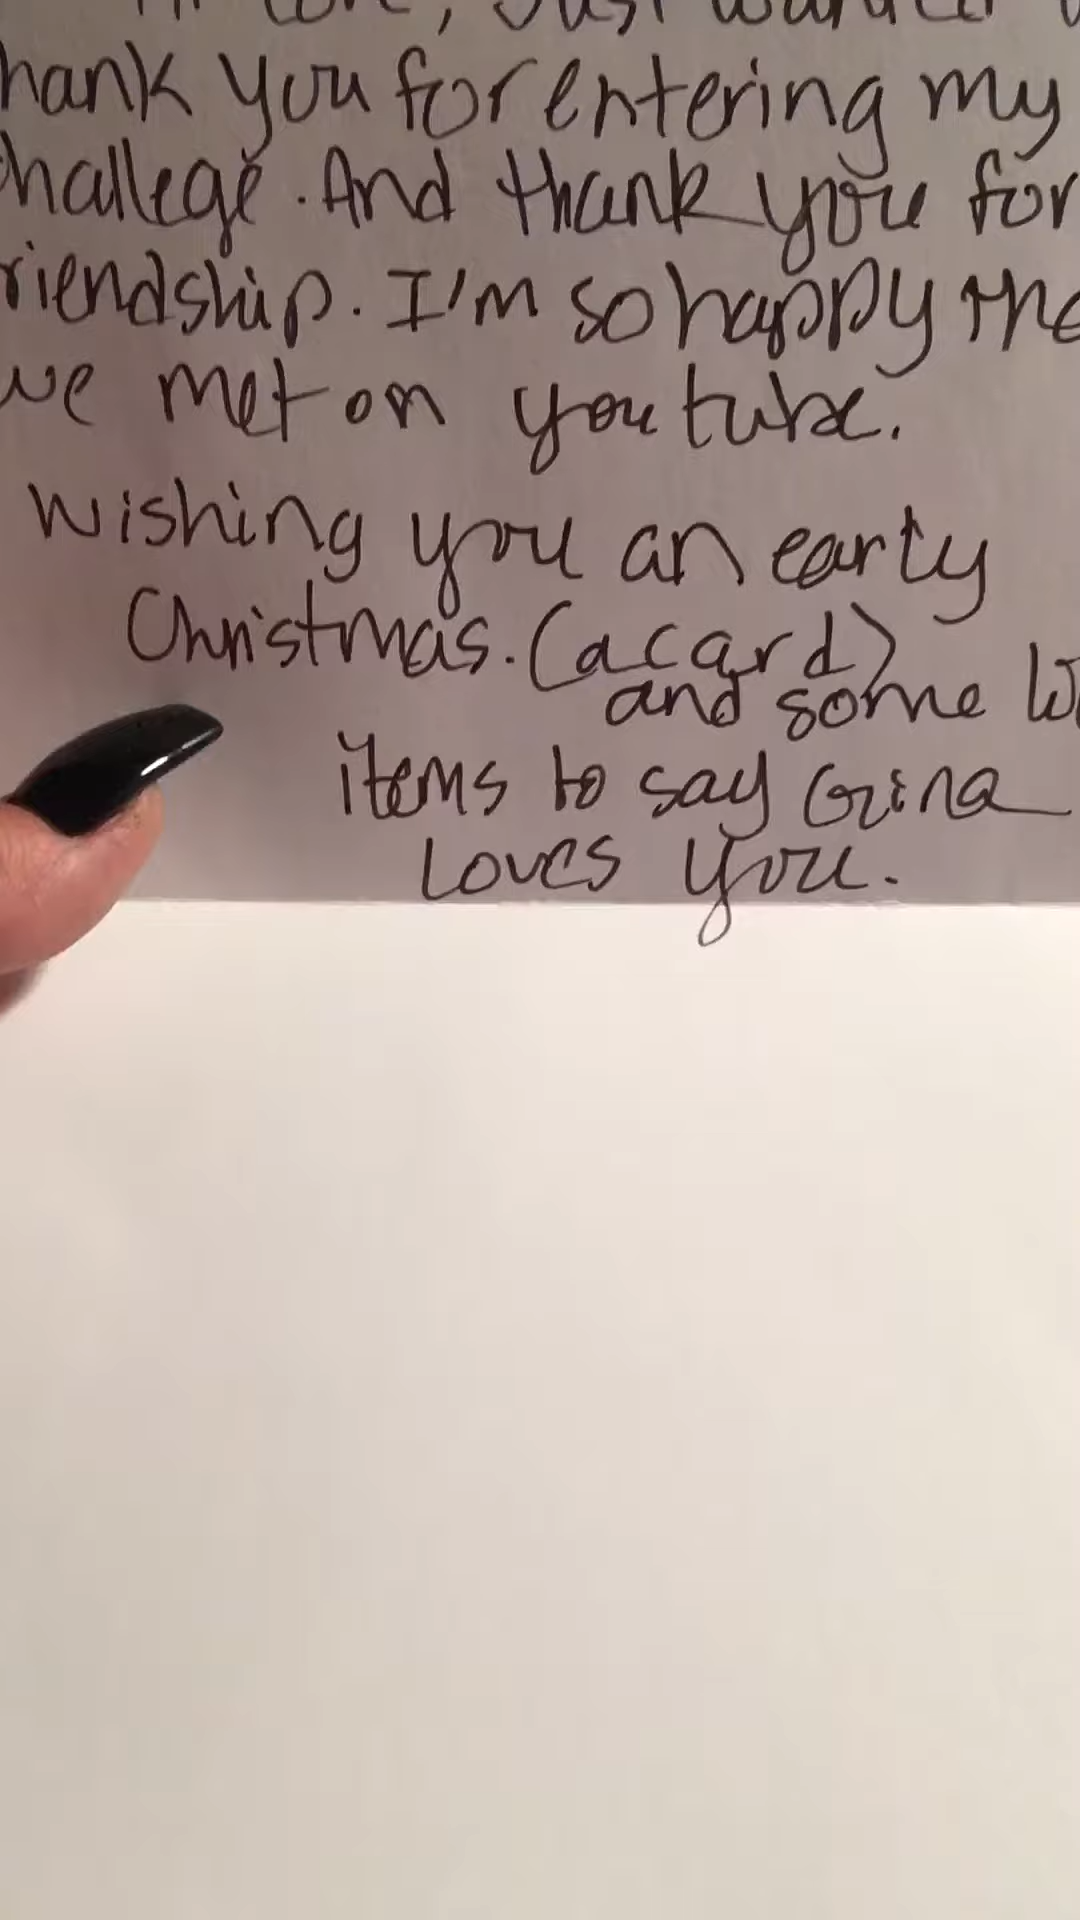 Just
hank you for entering my
hallege. And thank you for
riendship. I'm so happy
we met on youtube.
Wishing you an early
Christmas. (a card)
and some
items to say Gina
Loves you.